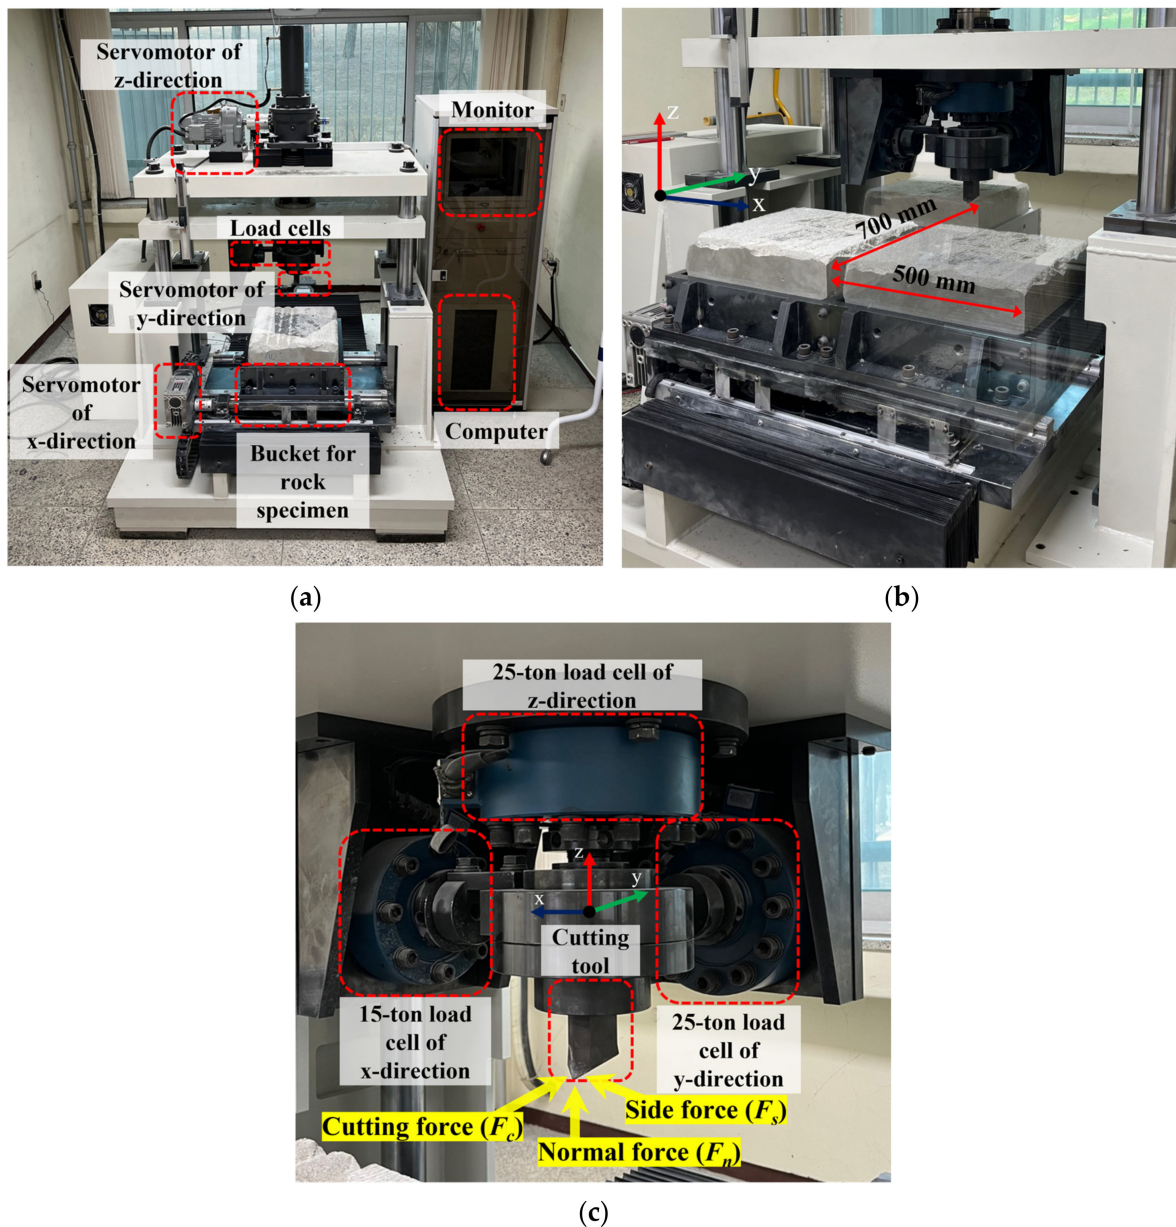 Servomotor of
z-direction
Monitor
Load cells
Servomotor of
y-direction
Servomotor
of
x-direction
Computer
Bucket for
rock
specimen
(a)
z
y
x
700 mm
500 mm
(b)
25-ton load cell of
z-direction
z
y
x
Cutting
tool
15-ton load
cell of
x-direction
25-ton load
cell of
y-direction
Side force (Fs)
Cutting force (Fc)
Normal force (Fn)
(c)